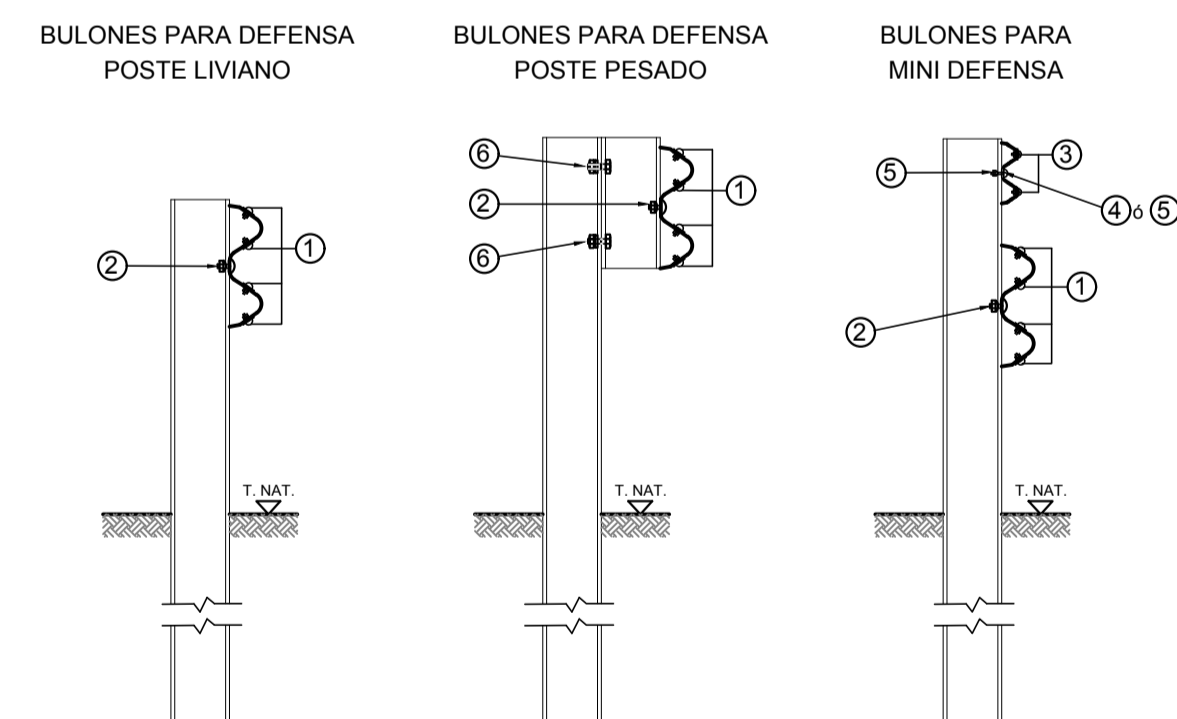 BULONES PARA DEFENSA
POSTE LIVIANO
2
1
T. NAT.
BULONES PARA DEFENSA
POSTE PESADO
6
2
6
1
T. NAT.
BULONES PARA
MINI DEFENSA
3
5
4 ó 5
1
2
T. NAT.